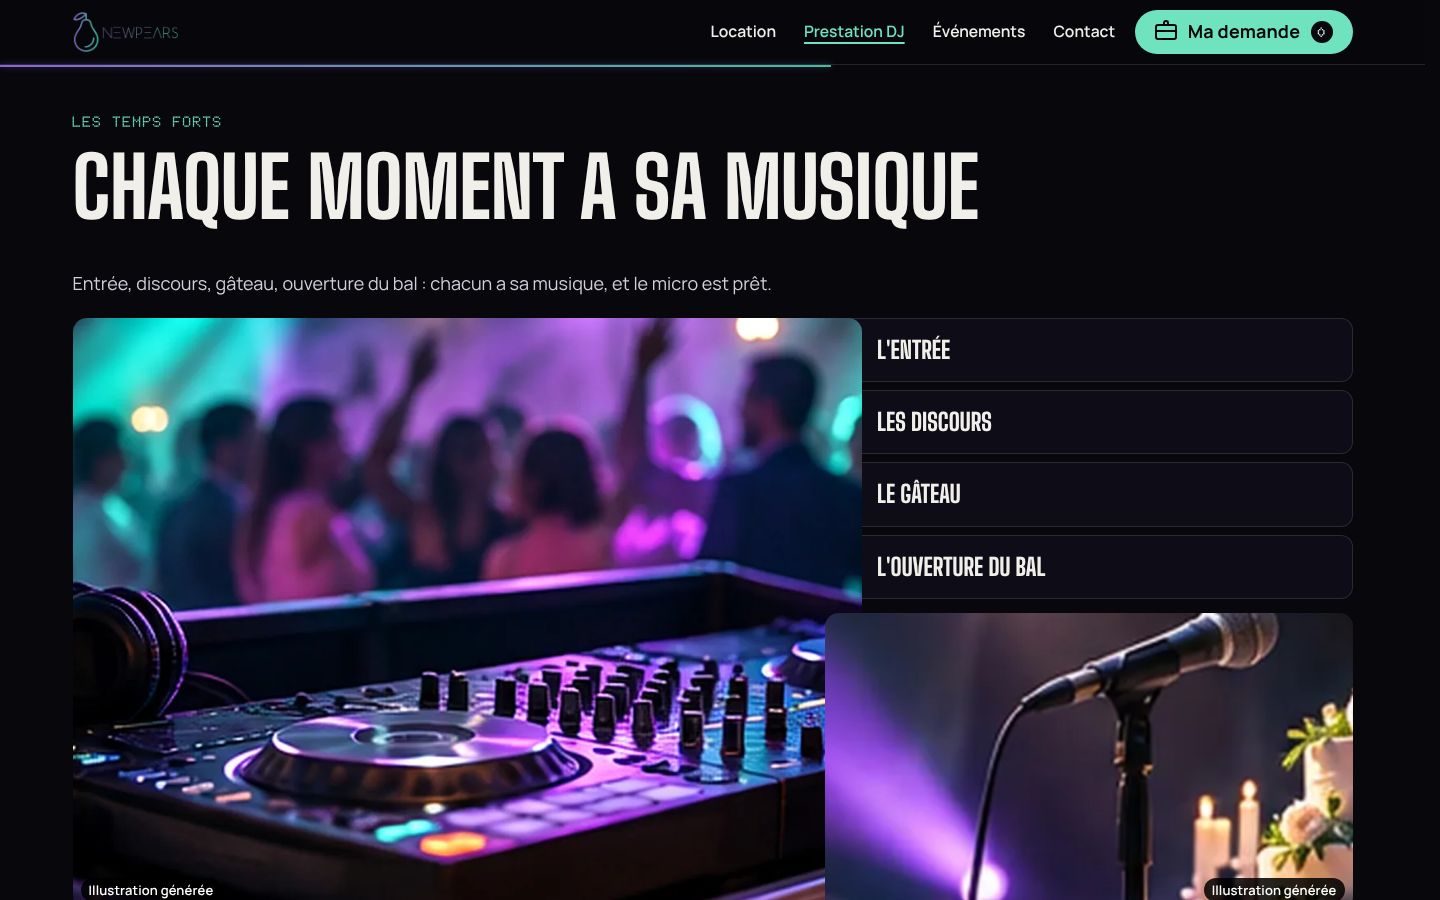 NEWPEARS
Location
Prestation DJ
Événements
Contact
Ma demande
LES TEMPS FORTS
CHAQUE MOMENT A SA MUSIQUE
Entrée, discours, gâteau, ouverture du bal : chacun a sa musique, et le micro est prêt.
L'ENTRÉE
LES DISCOURS
LE GÂTEAU
L'OUVERTURE DU BAL
Illustration générée
Illustration générée